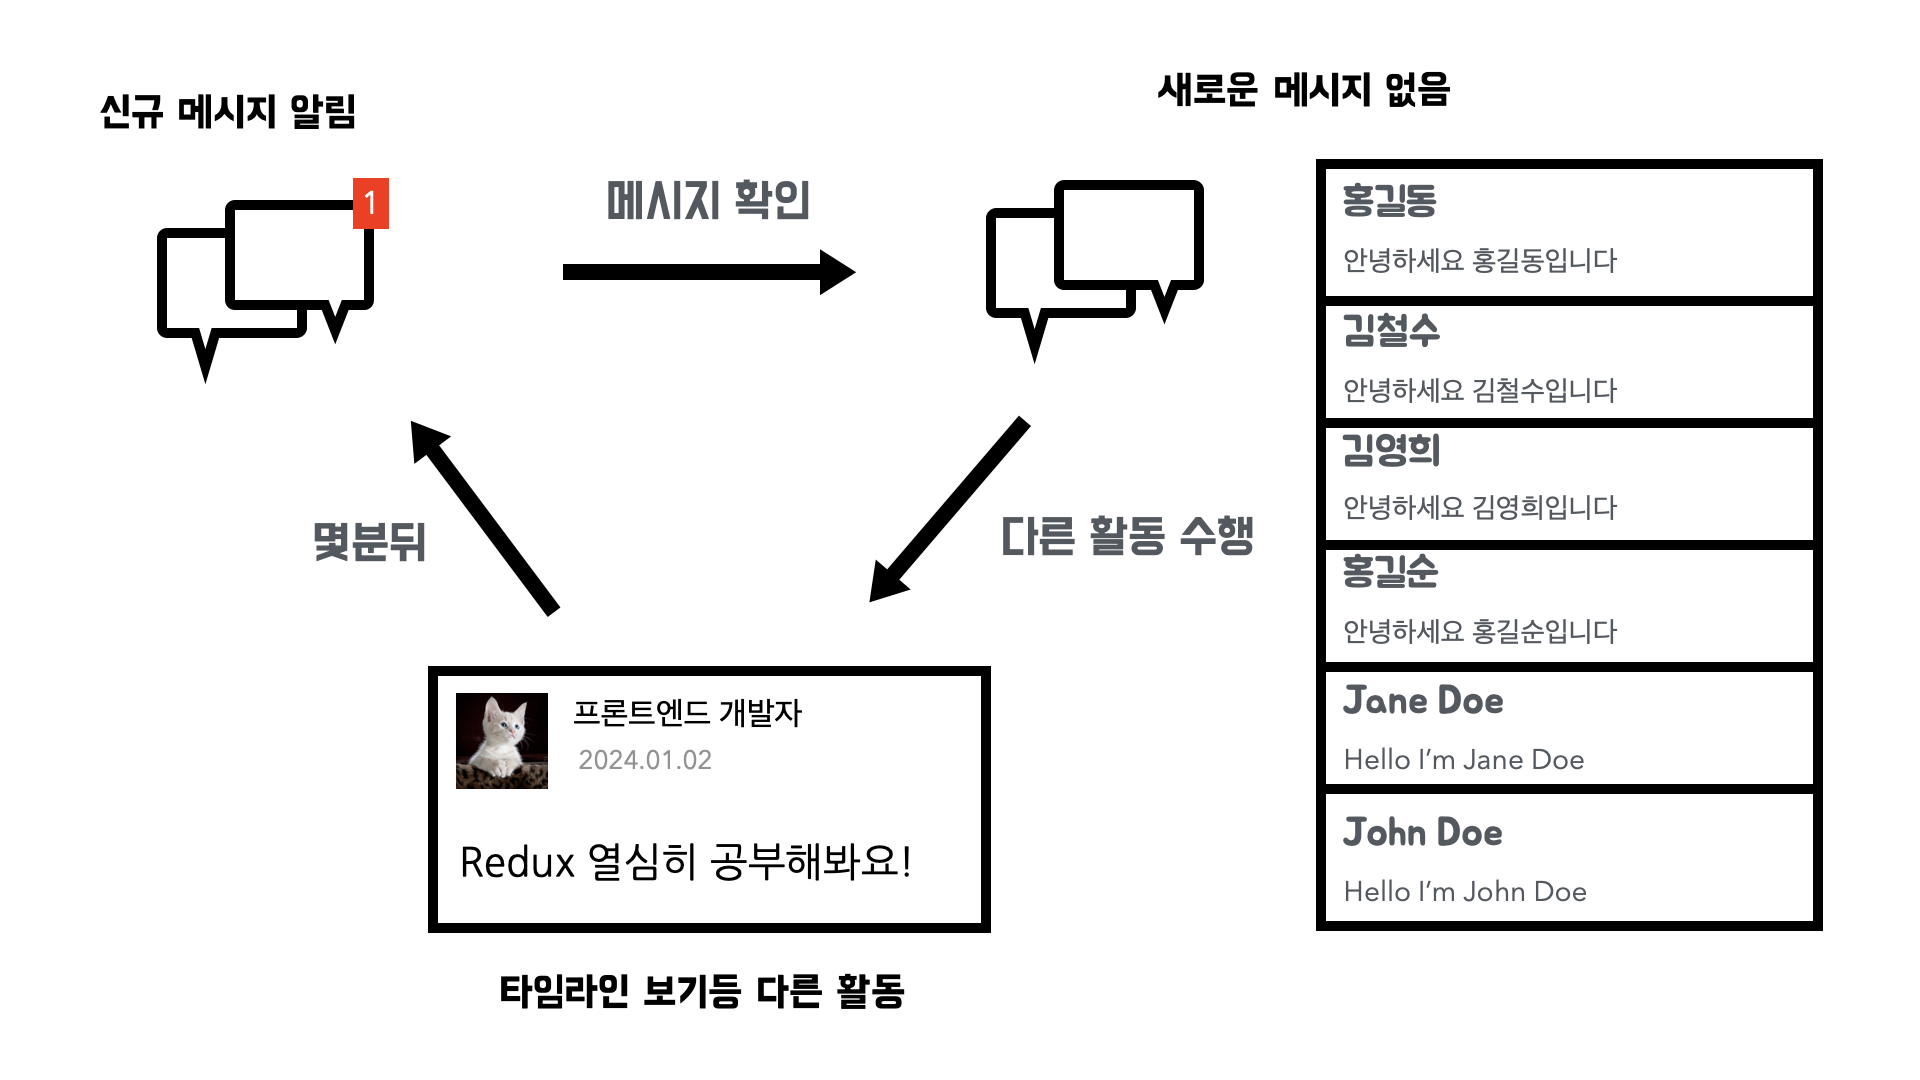 신규 메시지 알림
1
메시지 확인
새로운 메시지 없음
다른 활동 수행
몇분뒤
프론트엔드 개발자
2024.01.02
Redux 열심히 공부해봐요!
타임라인 보기등 다른 활동
홍길동
안녕하세요 홍길동입니다
김철수
안녕하세요 김철수입니다
김영희
안녕하세요 김영희입니다
홍길순
안녕하세요 홍길순입니다
Jane Doe
Hello I’m Jane Doe
John Doe
Hello I’m John Doe